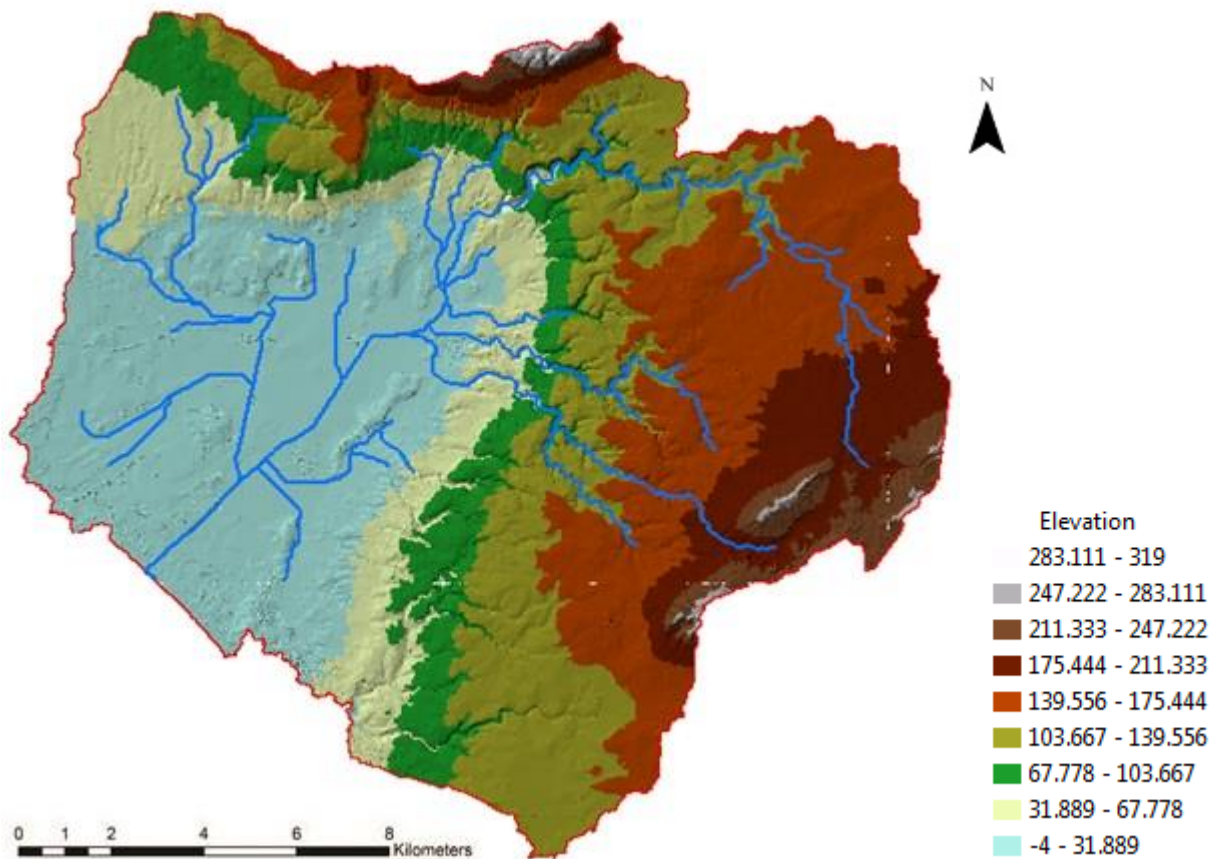 N
Elevation
283.111 - 319
247.222 - 283.111
211.333 - 247.222
175.444 - 211.333
139.556 - 175.444
103.667 - 139.556
67.778 - 103.667
31.889 - 67.778
-4 - 31.889
0 1 2 4 6 8
Kilometers